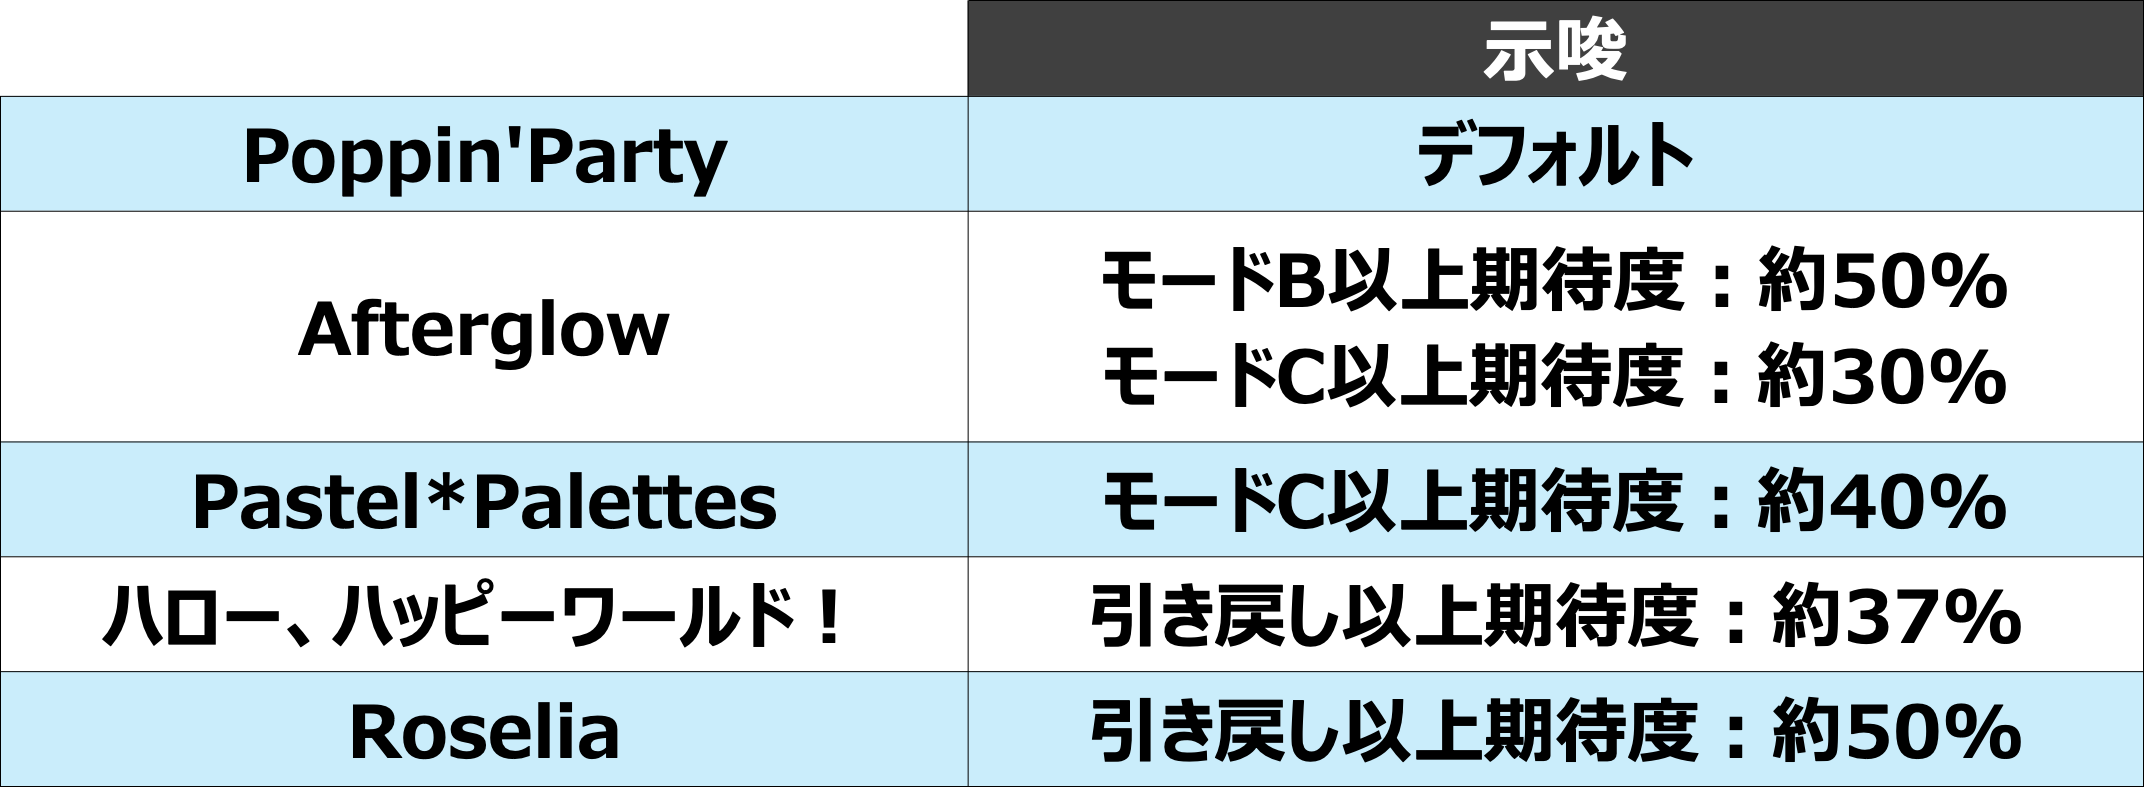 示唆
Poppin'Party
デフォルト
Afterglow
モードB以上期待度：約50%
モードC以上期待度：約30%
Pastel*Palettes
モードC以上期待度：約40%
ハロー、ハッピーワールド！
引き戻し以上期待度：約37%
Roselia
引き戻し以上期待度：約50%